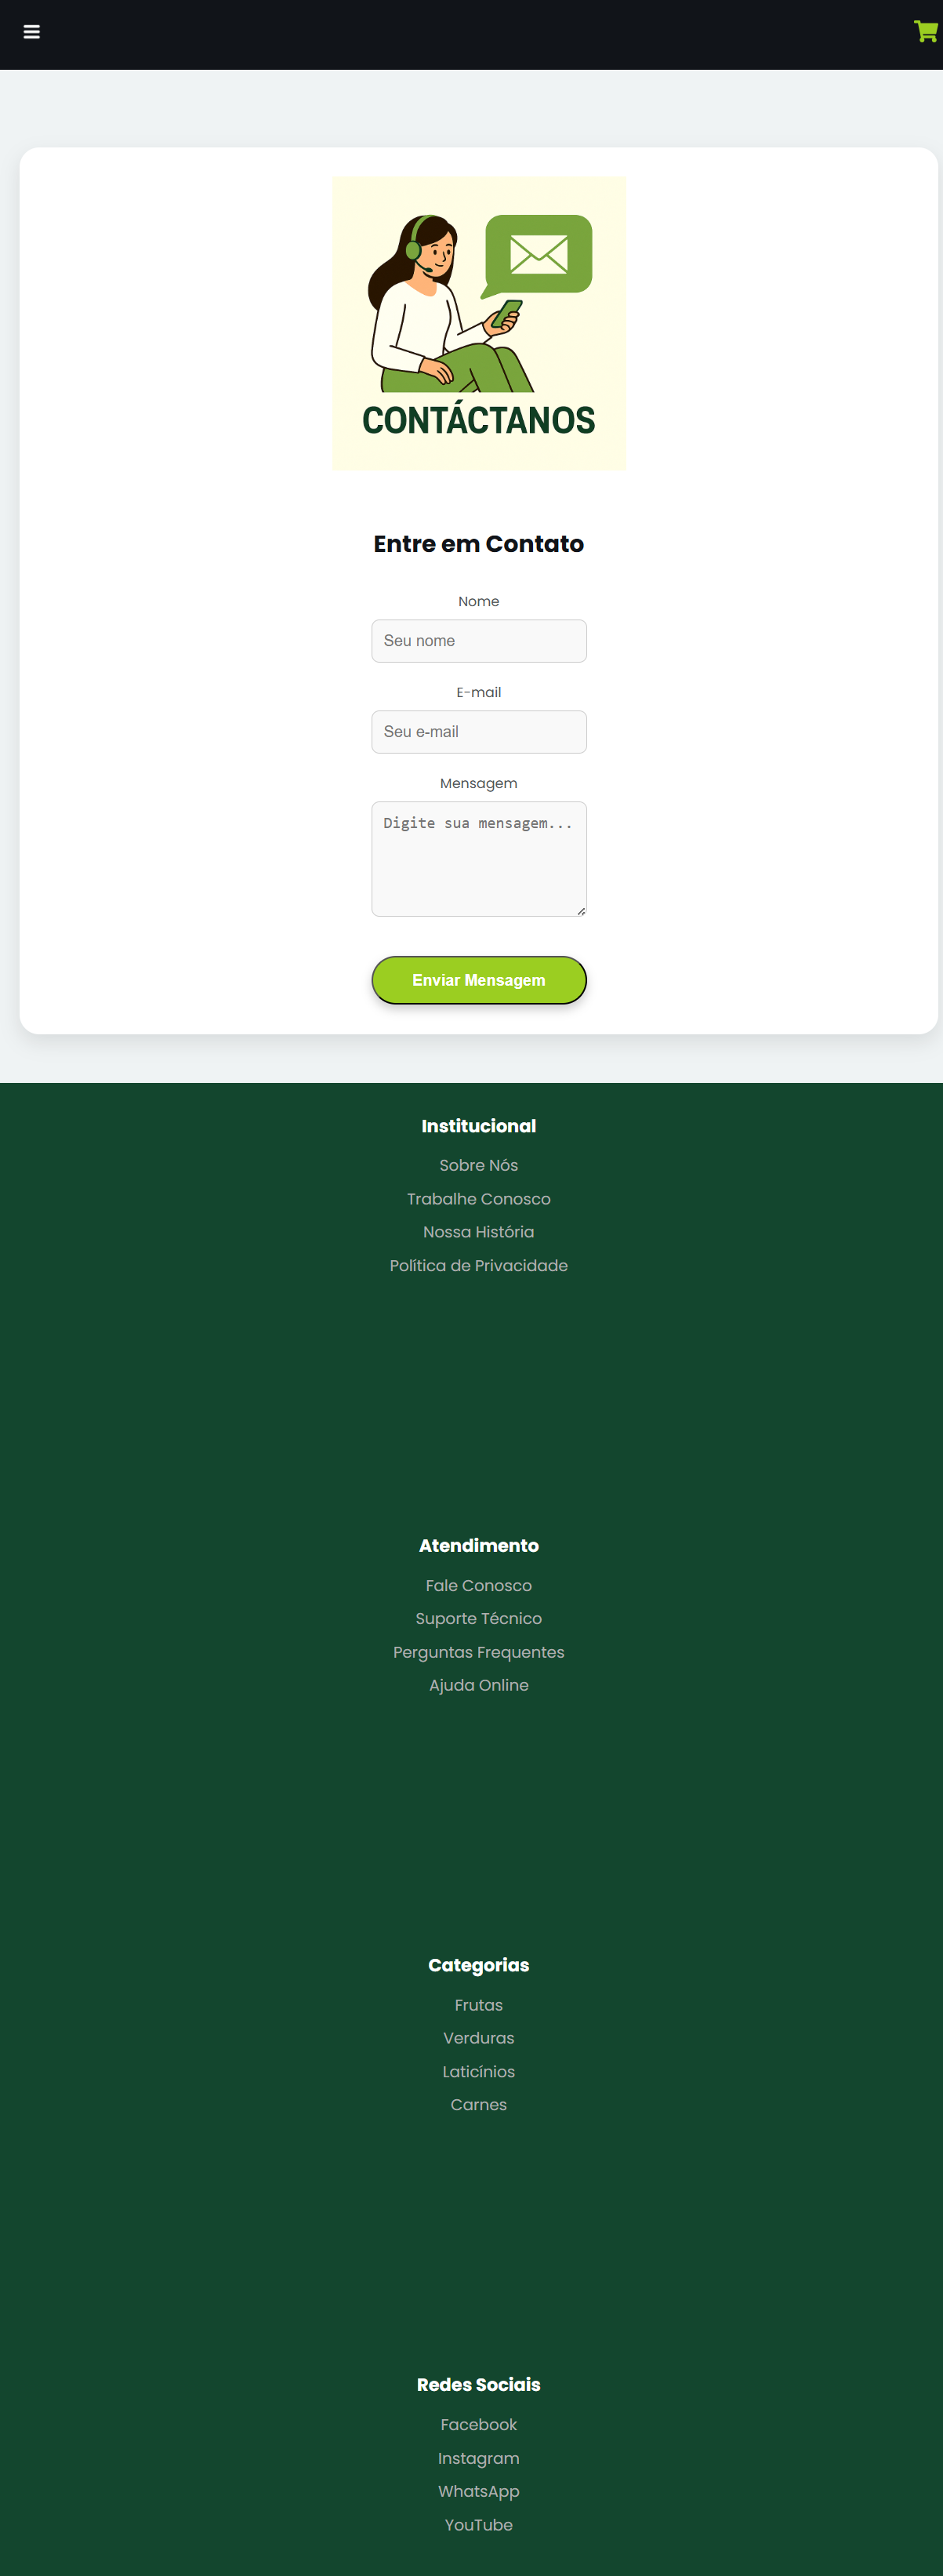 CONTÁCTANOS
Entre em Contato
Nome
Seu nome
E-mail
Seu e-mail
Mensagem
Digite sua mensagem...
Enviar Mensagem
Institucional
Sobre Nós
Trabalhe Conosco
Nossa História
Política de Privacidade
Atendimento
Fale Conosco
Suporte Técnico
Perguntas Frequentes
Ajuda Online
Categorias
Frutas
Verduras
Laticínios
Carnes
Redes Sociais
Facebook
Instagram
WhatsApp
YouTube